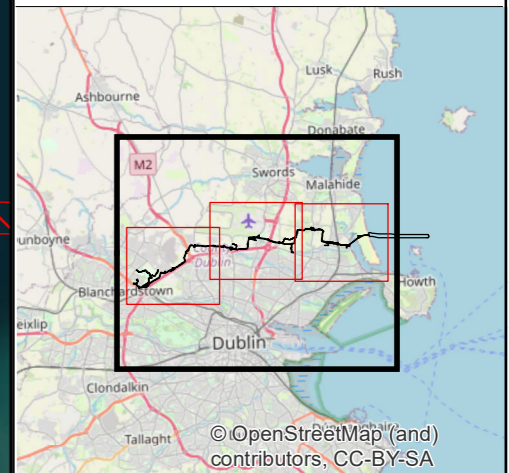 Lusk
Rush
Ashbourne
Donabate
M2
Swords
Malahide
unboyne
Dublin
Howth
Blanchardstown
eixlip
Dublin
Clondalkin
Tallaght
© OpenStreetMap (and)
contributors, CC-BY-SA